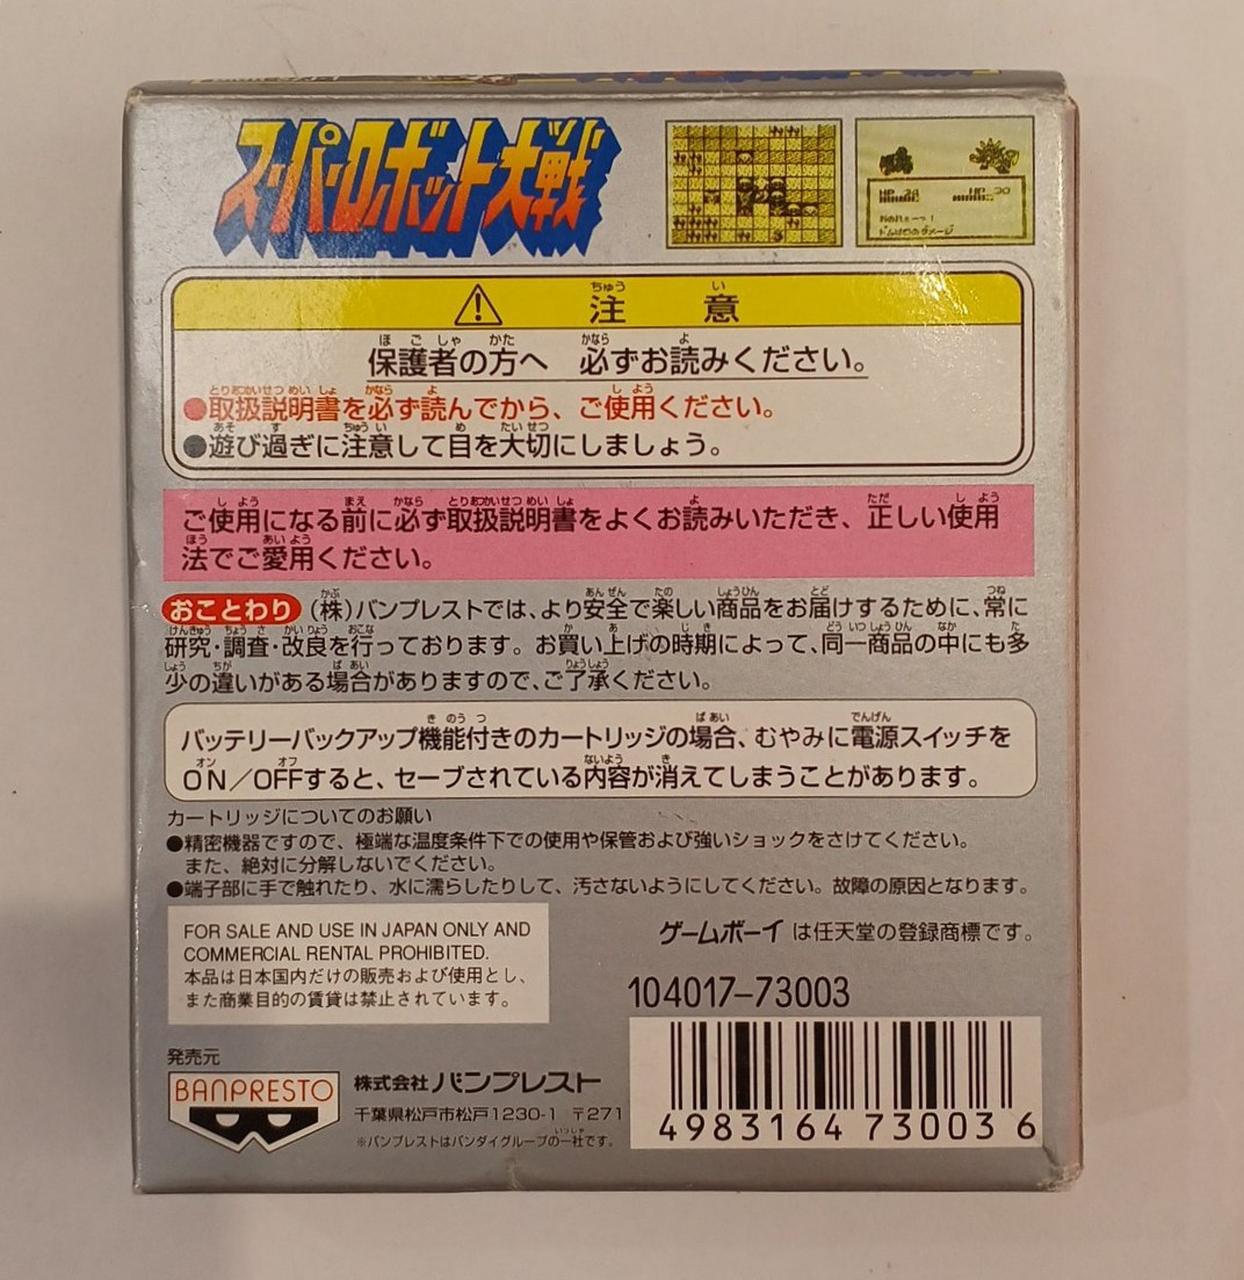 スーパーロボット大戦
注意
保護者の方へ 必ずお読みください。
●取扱説明書を必ず読んでから、ご使用ください。
●遊び過ぎに注意して目を大切にしましょう。
ご使用になる前に必ず取扱説明書をよくお読みいただき、正しい使用
法でご愛用ください。
おことわり (株)バンプレストでは、より安全で楽しい商品をお届けするために、常に
研究・調査・改良を行っております。お買い上げの時期によって、同一商品の中にも多
少の違いがある場合がありますので、ご了承ください。
バッテリーバックアップ機能付きのカートリッジの場合、むやみに電源スイッチを
ON/OFFすると、セーブされている内容が消えてしまうことがあります。
カートリッジについてのお願い
●精密機器ですので、極端な温度条件下での使用や保管および強いショックをさけてください。
また、絶対に分解しないでください。
●端子部に手で触れたり、水に濡らしたりして、汚さないようにしてください。故障の原因となります。
FOR SALE AND USE IN JAPAN ONLY AND
COMMERCIAL RENTAL PROHIBITED.
本品は日本国内だけの販売および使用とし、
また商業目的の賃貸は禁止されています。
ゲームボーイは任天堂の登録商標です。
104017-73003
4983164730036
発売元
BANPRESTO
株式会社バンプレスト
千葉県松戸市松戸1230-1 〒271
※バンプレストはバンダイグループの一社です。